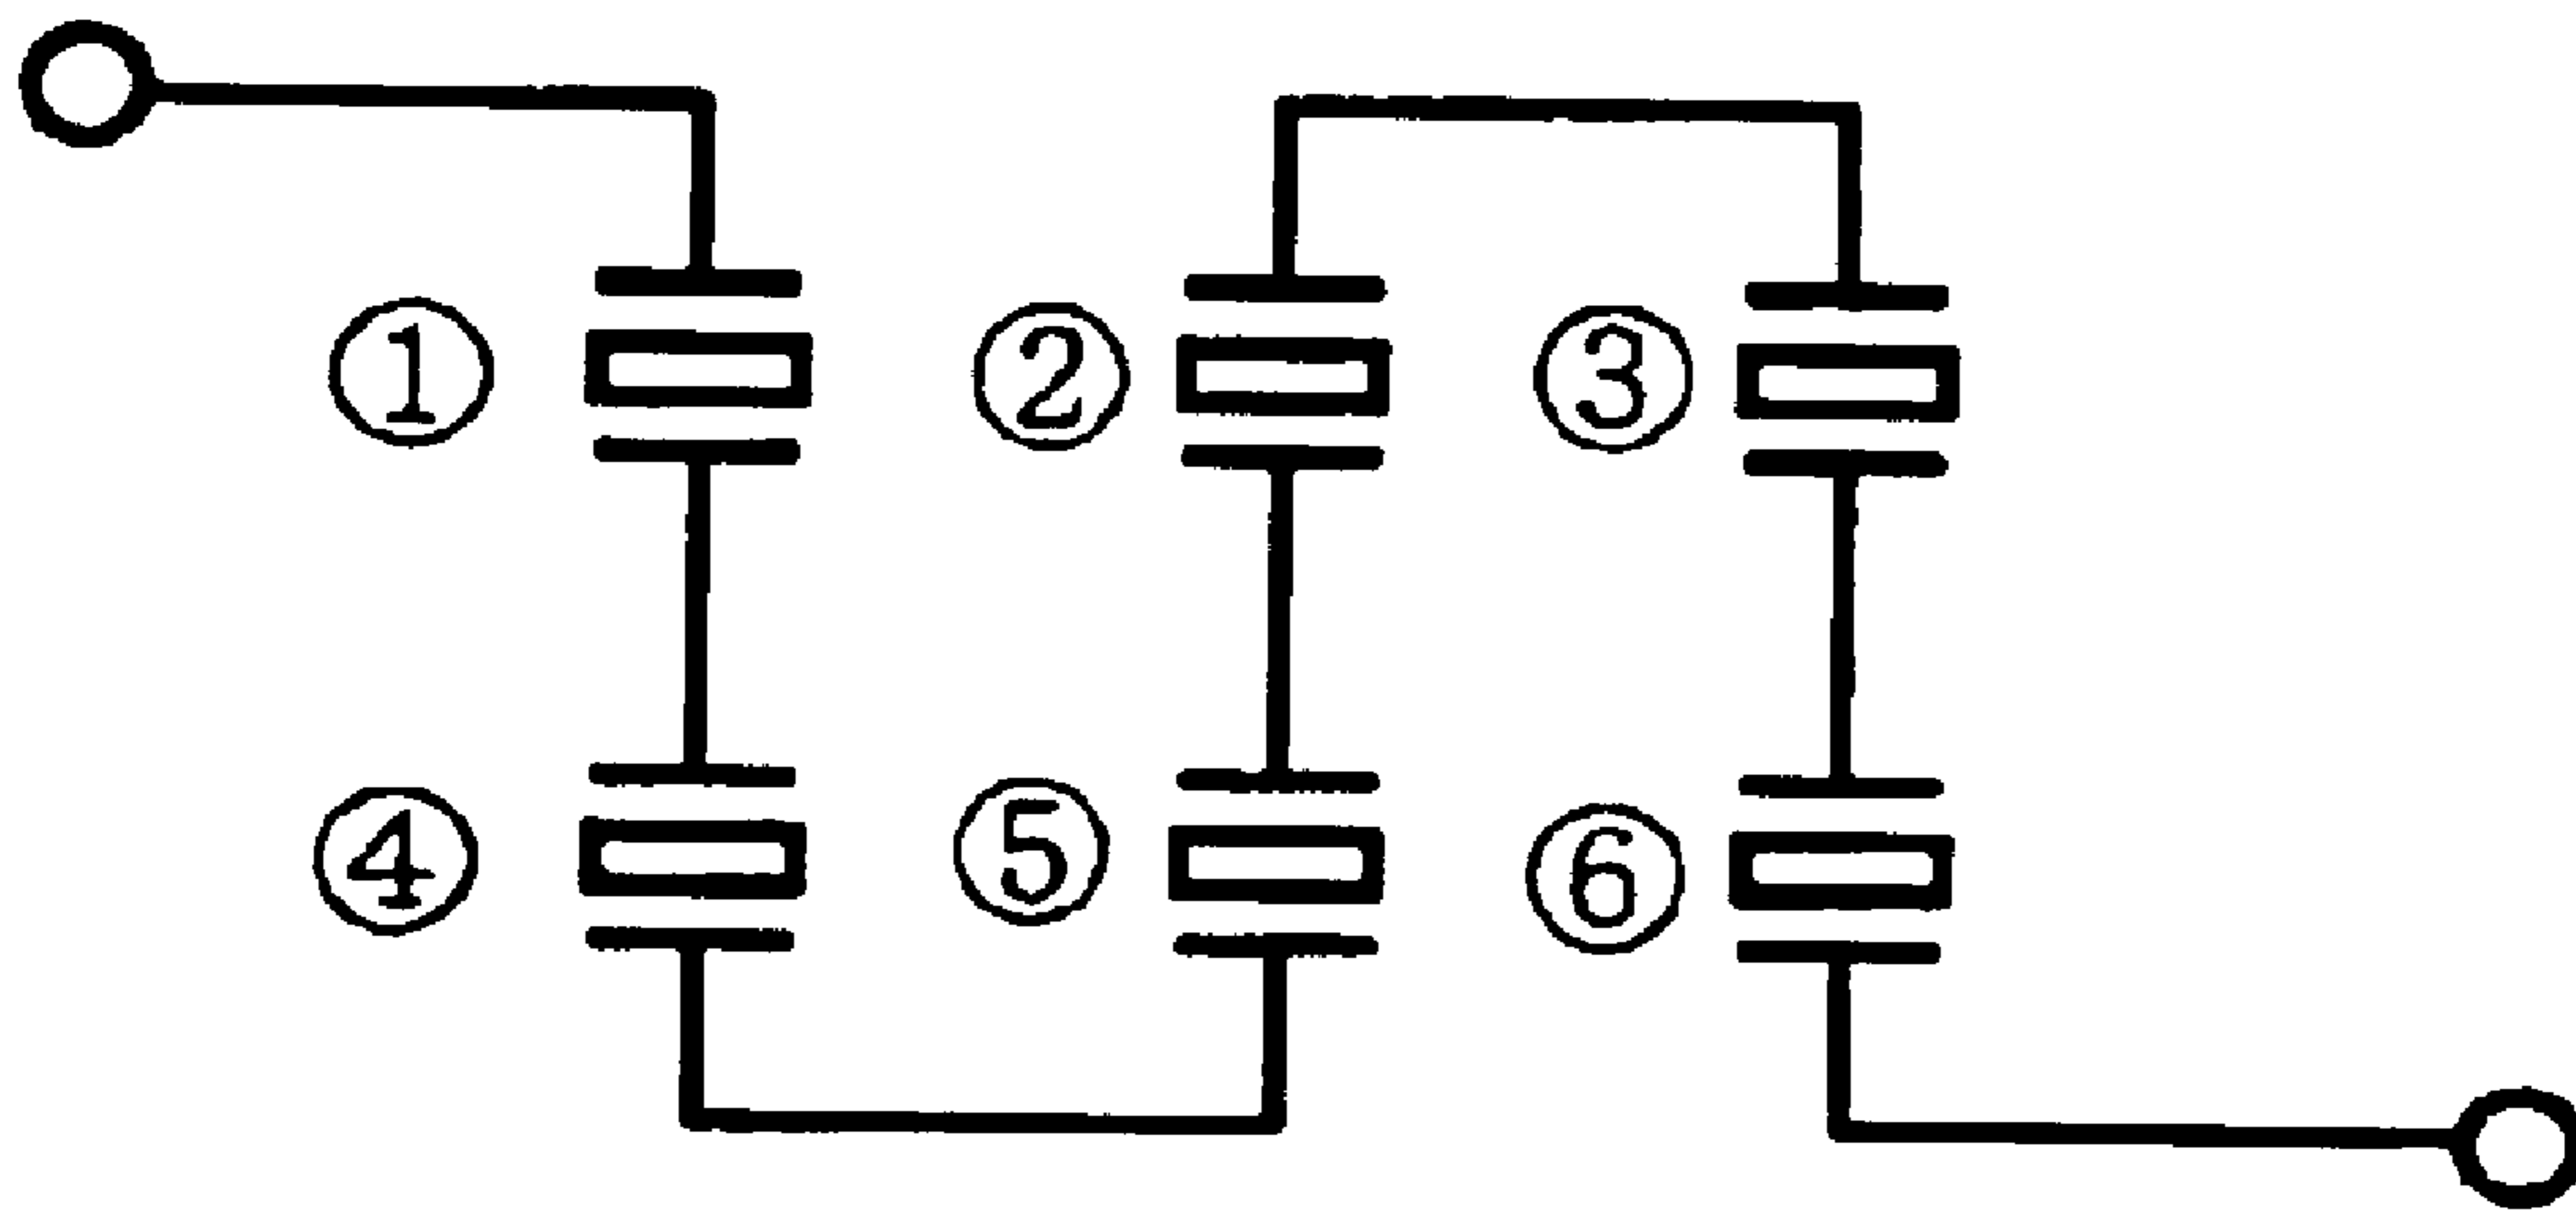 ① ② ③
④ ⑤ ⑥